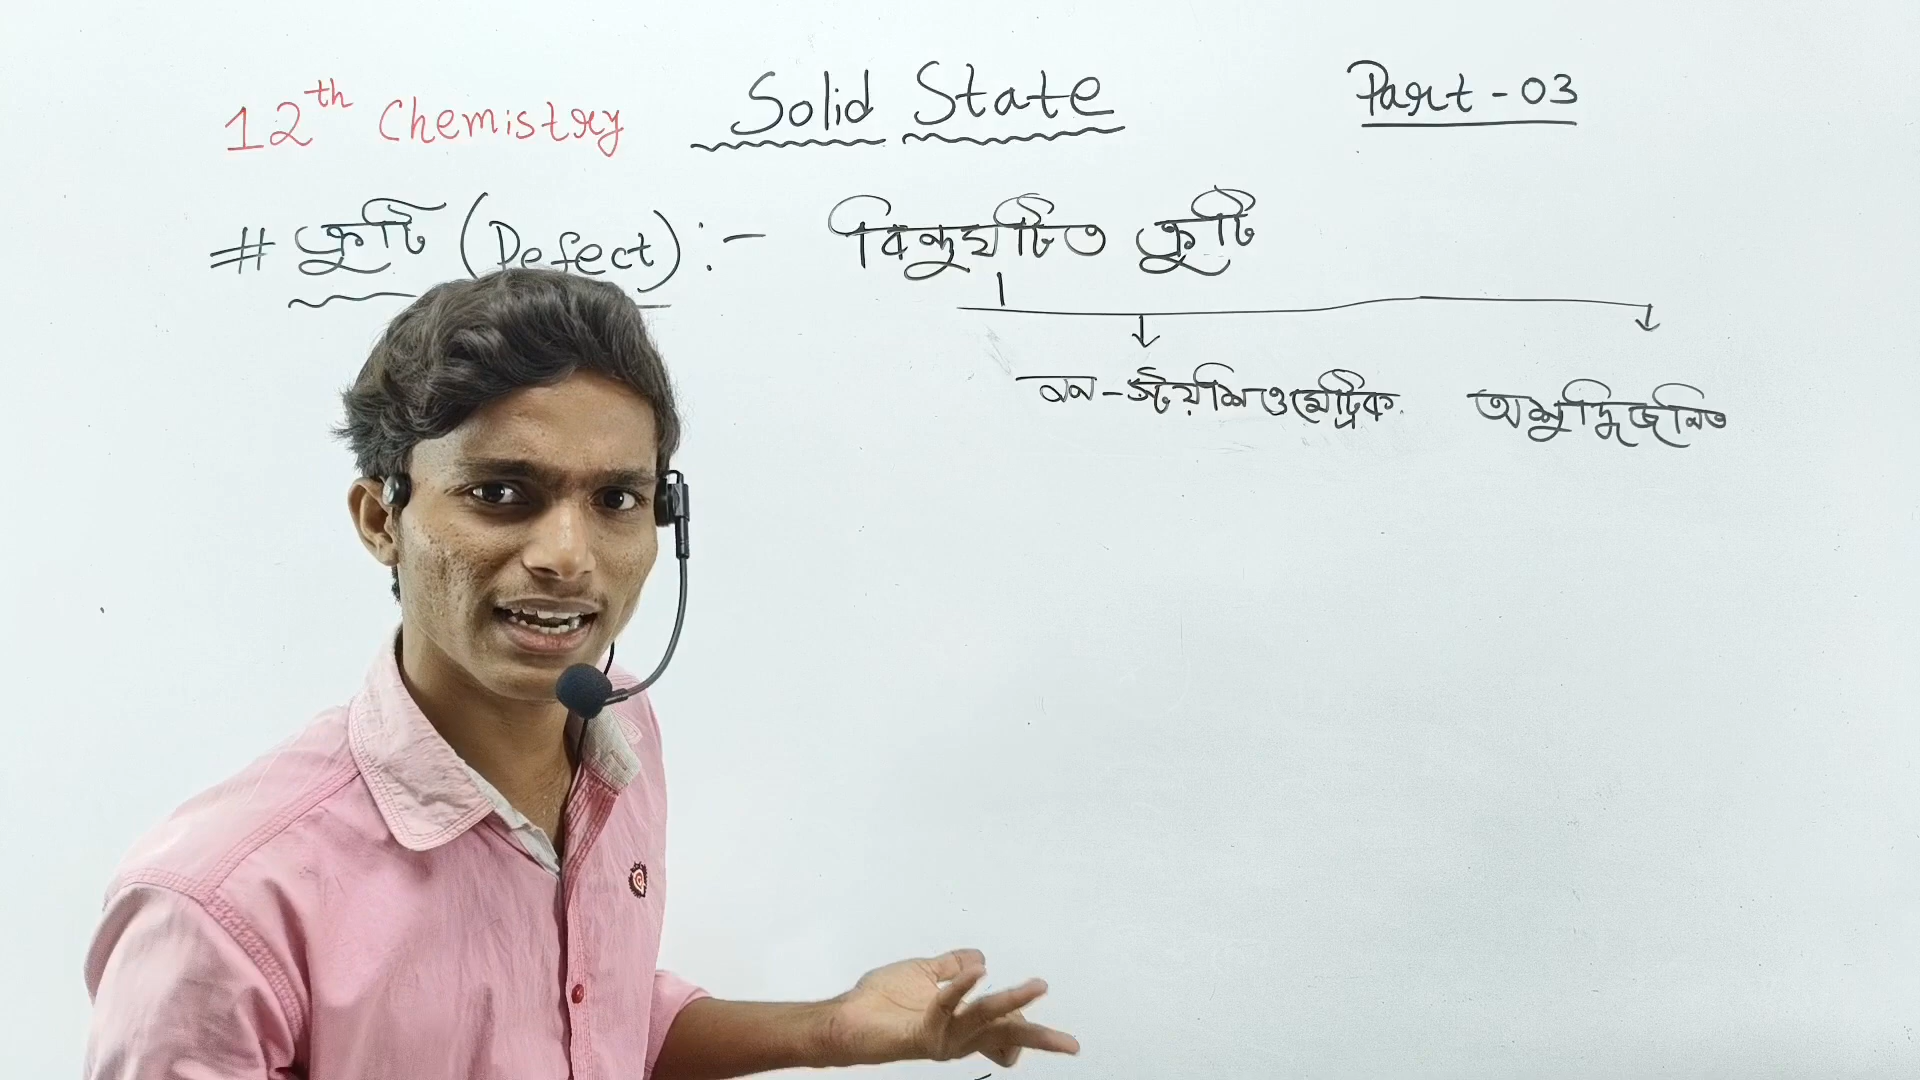 12th Chemistry Solid State Part - 03
# ত্রুটি (Defect) :- বিন্দুঘটিত ত্রুটি
নন - স্টয়শিওমেট্রিক অশুদ্ধিজনিত